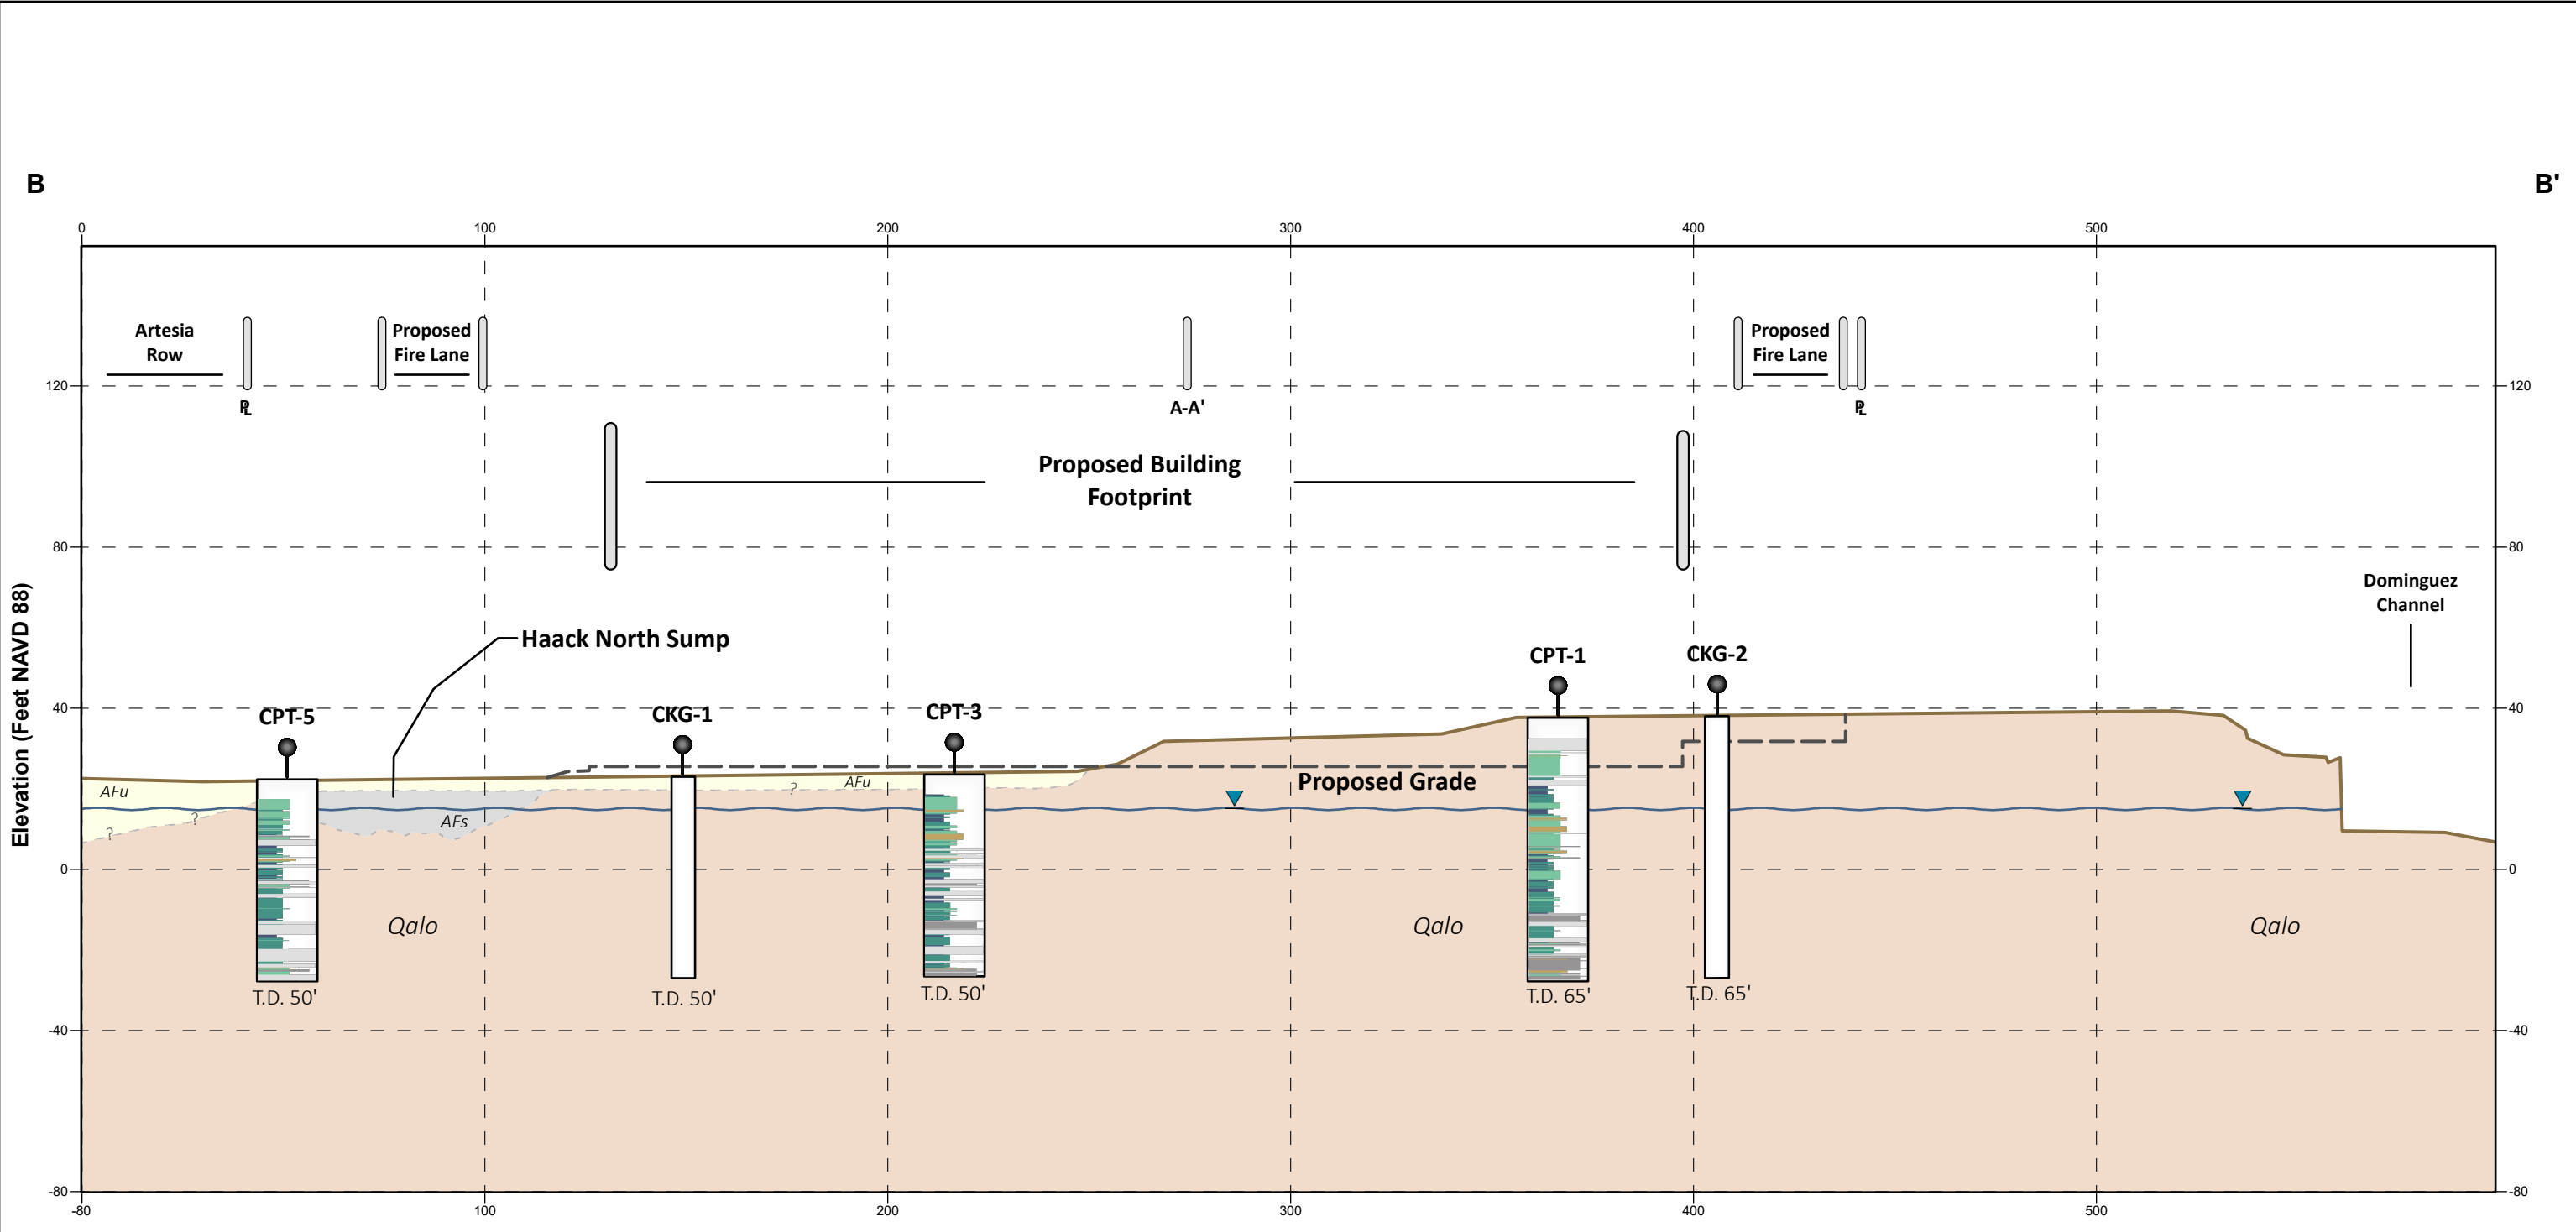 B
B'
0
100
200
300
400
500
Artesia
Row
Proposed
Fire Lane
Proposed
Fire Lane
120
120
PL
A-A'
PL
Proposed Building
Footprint
80
80
Elevation (Feet NAVD 88)
Dominguez
Channel
Haack North Sump
CPT-1
CKG-2
40
40
CPT-5
CKG-1
CPT-3
AFu
?
?
AFs
?
AFu
Proposed Grade
0
0
Qalo
Qalo
Qalo
T.D. 50'
T.D. 50'
T.D. 50'
T.D. 65'
T.D. 65'
-40
-40
-80
-80
-80
100
200
300
400
500